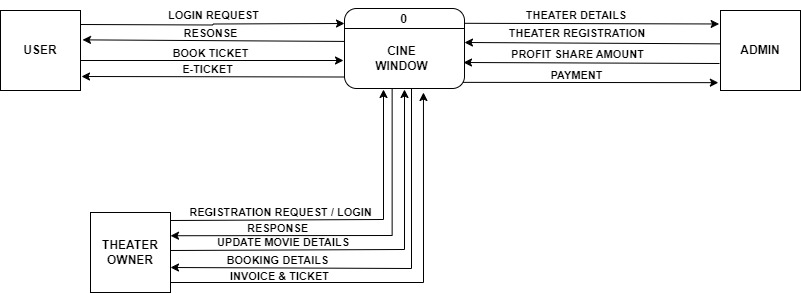 LOGIN REQUEST
0
THEATER DETAILS
RESONSE
THEATER REGISTRATION
USER
CINE
WINDOW
ADMIN
BOOK TICKET
PROFIT SHARE AMOUNT
E-TICKET
PAYMENT
REGISTRATION REQUEST / LOGIN
RESPONSE
THEATER
OWNER
UPDATE MOVIE DETAILS
BOOKING DETAILS
INVOICE & TICKET